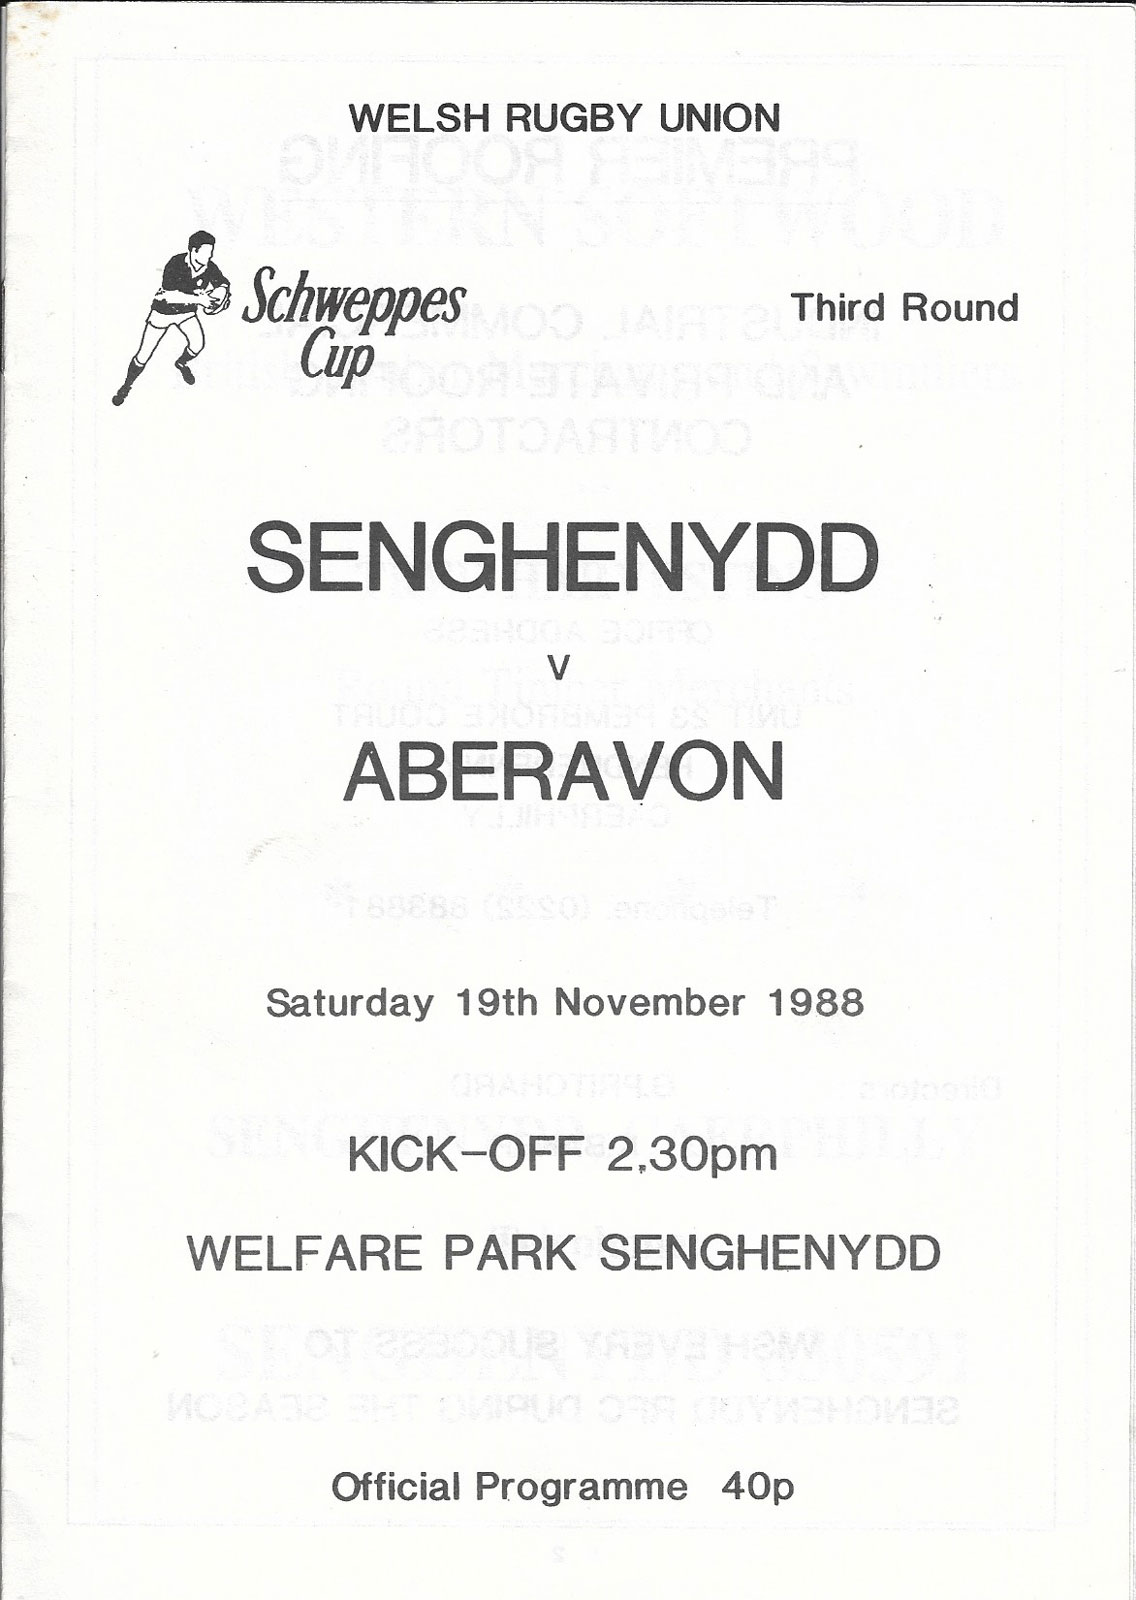 WELSH RUGBY UNION
Schweppes
Cup
Third Round
SENGHENYDD
v
ABERAVON
Saturday 19th November 1988
KICK-OFF 2.30pm
WELFARE PARK SENGHENYDD
Official Programme 40p